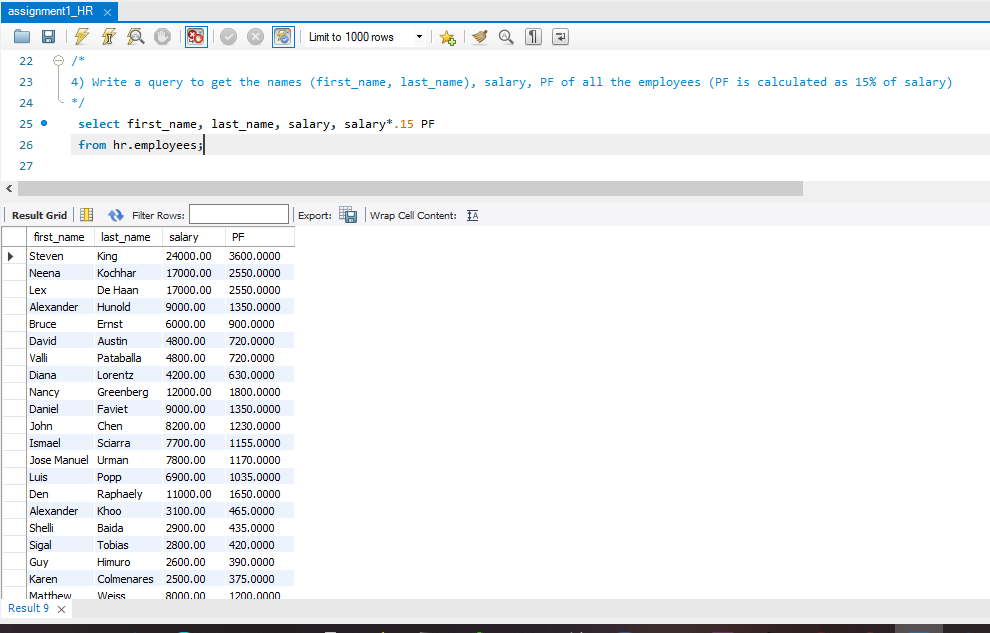 assignment1_HR
Limit to 1000 rows
22 /*
23 4) Write a query to get the names (first_name, last_name), salary, PF of all the employees (PF is calculated as 15% of salary)
24 */
25 select first_name, last_name, salary, salary*.15 PF
26 from hr.employees;
27
Result Grid Filter Rows: Export: Wrap Cell Content:
first_name last_name salary PF
Steven King 24000.00 3600.0000
Neena Kochhar 17000.00 2550.0000
Lex De Haan 17000.00 2550.0000
Alexander Hunold 9000.00 1350.0000
Bruce Ernst 6000.00 900.0000
David Austin 4800.00 720.0000
Valli Pataballa 4800.00 720.0000
Diana Lorentz 4200.00 630.0000
Nancy Greenberg 12000.00 1800.0000
Daniel Faviet 9000.00 1350.0000
John Chen 8200.00 1230.0000
Ismael Sciarra 7700.00 1155.0000
Jose Manuel Urman 7800.00 1170.0000
Luis Popp 6900.00 1035.0000
Den Raphaely 11000.00 1650.0000
Alexander Khoo 3100.00 465.0000
Shelli Baida 2900.00 435.0000
Sigal Tobias 2800.00 420.0000
Guy Himuro 2600.00 390.0000
Karen Colmenares 2500.00 375.0000
Matthew Weiss 8000.00 1200.0000
Result 9